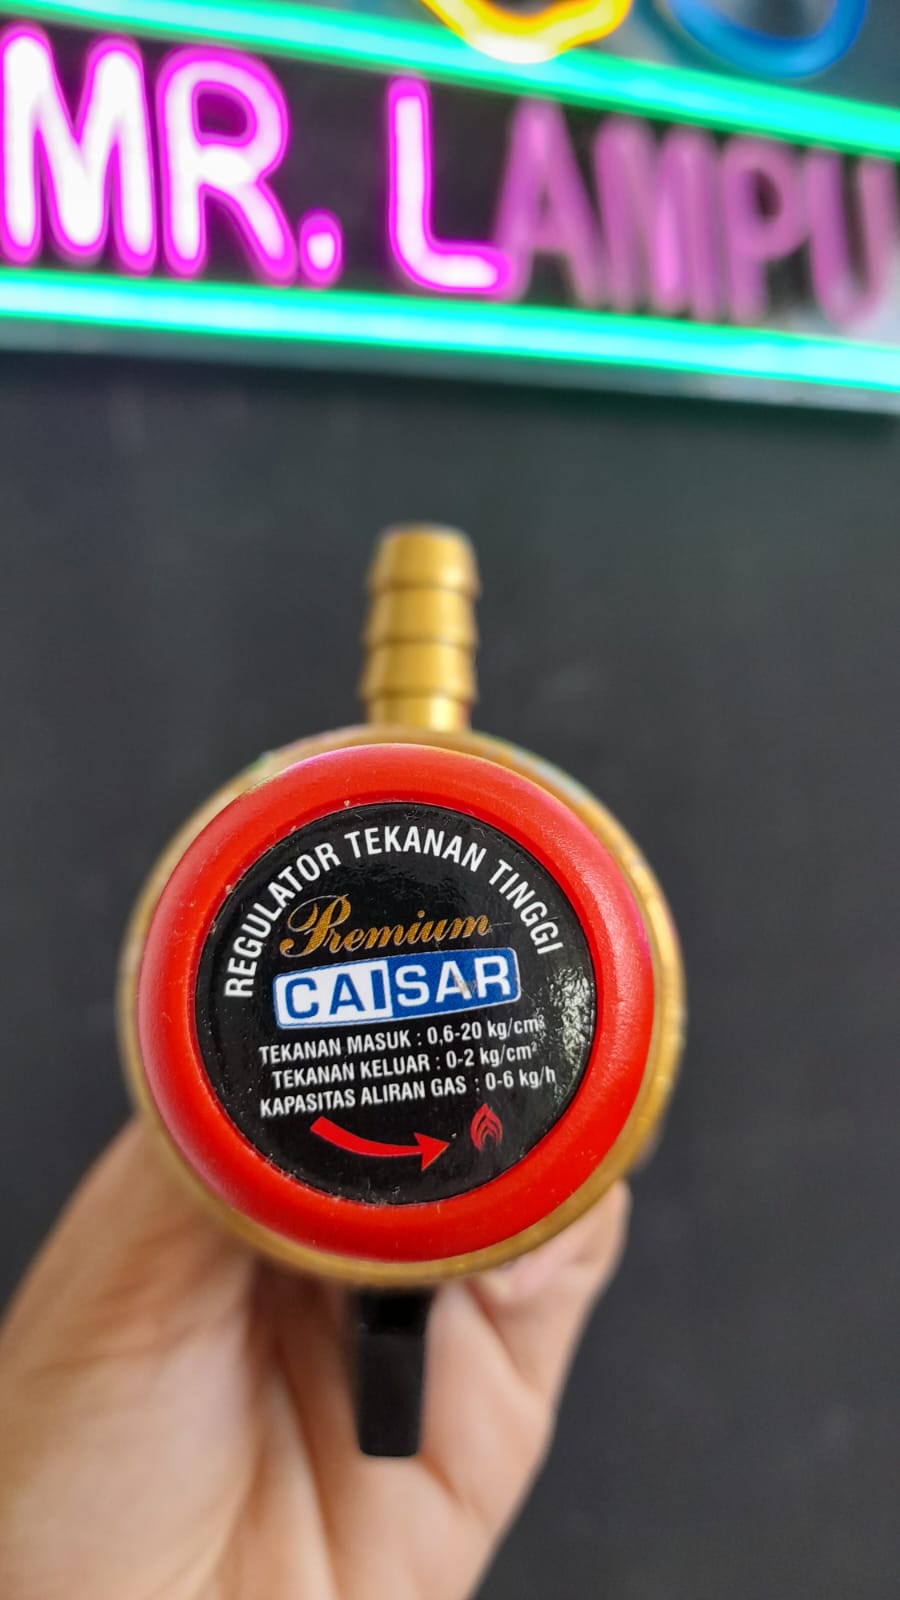 MR. LAMPU
REGULATOR TEKANAN TINGGI
Premium
CAISAR
TEKANAN MASUK : 0,6-20 kg/cm²
TEKANAN KELUAR : 0-2 kg/cm²
KAPASITAS ALIRAN GAS : 0-6 kg/h